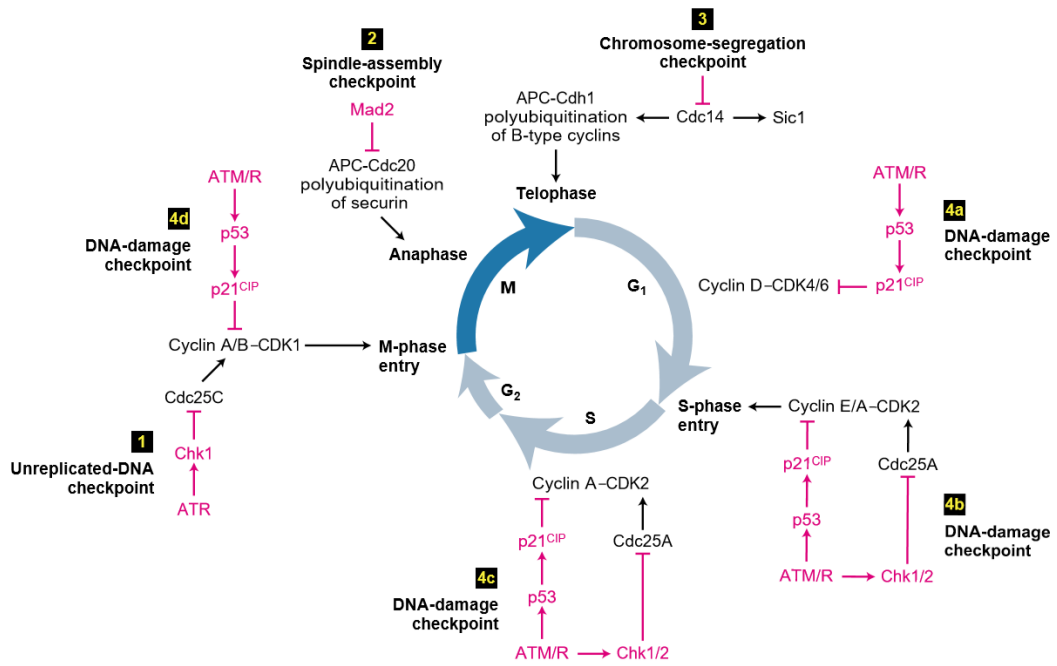 2
Spindle-assembly
checkpoint
Mad2
APC-Cdc20
polyubiquitination
of securin
Anaphase
3
Chromosome-segregation
checkpoint
APC-Cdh1
polyubiquitination
of B-type cyclins
Cdc14
Sic1
Telophase
ATM/R
4d
p53
DNA-damage
checkpoint
p21CIP
Cyclin A/B–CDK1
M-phase
entry
Cdc25C
1
Chk1
Unreplicated-DNA
checkpoint
ATR
M
G1
G2
S
ATM/R
4a
p53
DNA-damage
checkpoint
Cyclin D–CDK4/6
p21CIP
S-phase
entry
Cyclin E/A–CDK2
p21CIP
Cdc25A
4b
p53
DNA-damage
checkpoint
ATM/R
Chk1/2
Cyclin A–CDK2
p21CIP
Cdc25A
4c
p53
DNA-damage
checkpoint
ATM/R
Chk1/2